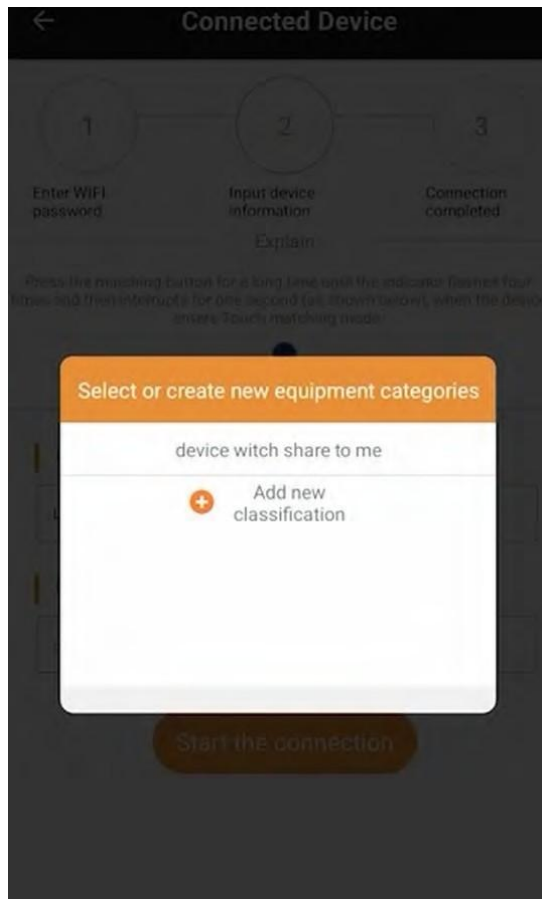 Connected Device
1
2
3
Enter WIFI
password
Input device
information
Connection
completed
Explain
Press the matching button for a long time until the indicator flashes four
times and then interrupts for one second (as shown below), when the device
enters Touch matching mode
Select or create new equipment categories
device witch share to me
Add new
classification
Start the connection